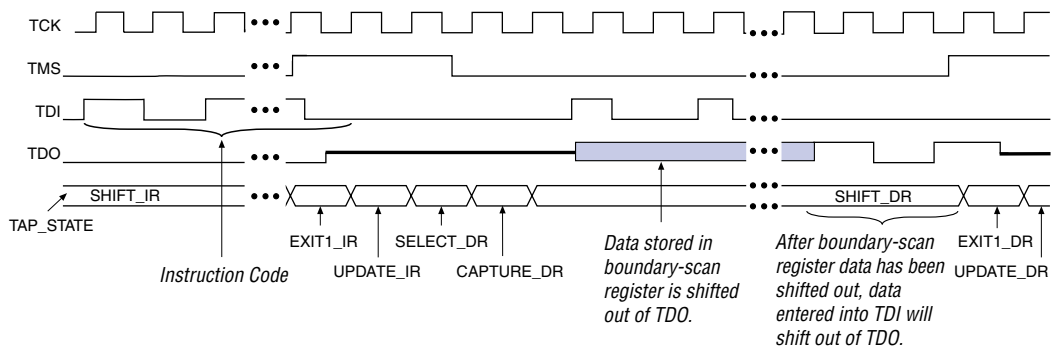 TCK
TMS
TDI
TDO
SHIFT_IR
SHIFT_DR
TAP_STATE
EXIT1_IR
SELECT_DR
EXIT1_DR
Instruction Code
UPDATE_IR
CAPTURE_DR
UPDATE_DR
Data stored in
boundary-scan
register is shifted
out of TDO.
After boundary-scan
register data has been
shifted out, data
entered into TDI will
shift out of TDO.